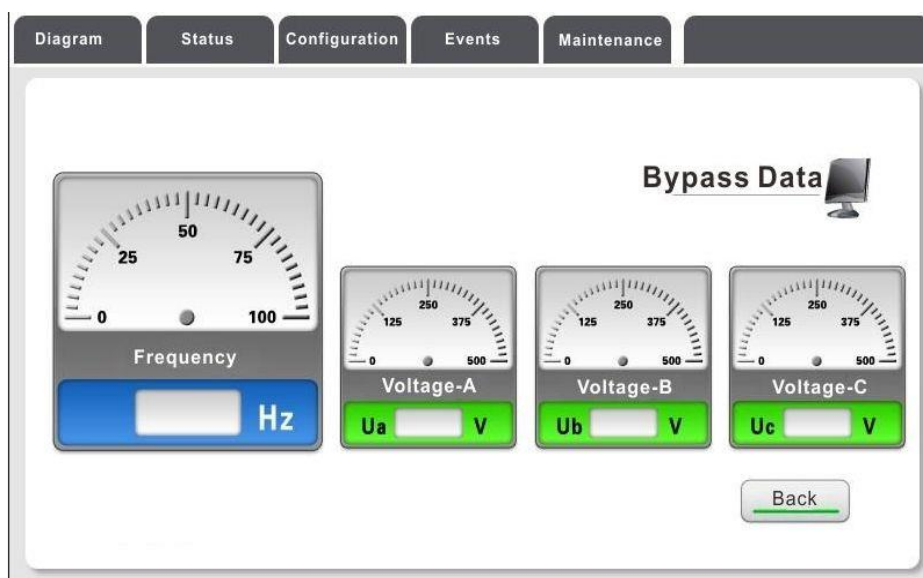 Diagram
Status
Configuration
Events
Maintenance
Bypass Data
0 25 50 75 100
Frequency
Hz
0 125 250 375 500
Voltage-A
Ua V
0 125 250 375 500
Voltage-B
Ub V
0 125 250 375 500
Voltage-C
Uc V
Back